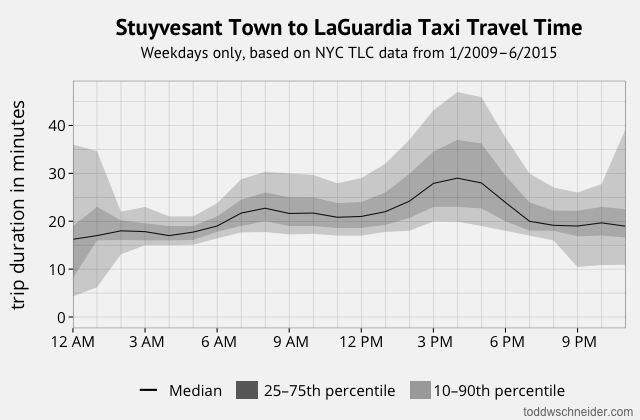 Stuyvesant Town to LaGuardia Taxi Travel Time
Weekdays only, based on NYC TLC data from 1/2009–6/2015
trip duration in minutes
40
30
20
10
0
12 AM 3 AM 6 AM 9 AM 12 PM 3 PM 6 PM 9 PM
Median 25–75th percentile 10–90th percentile
toddwschneider.com